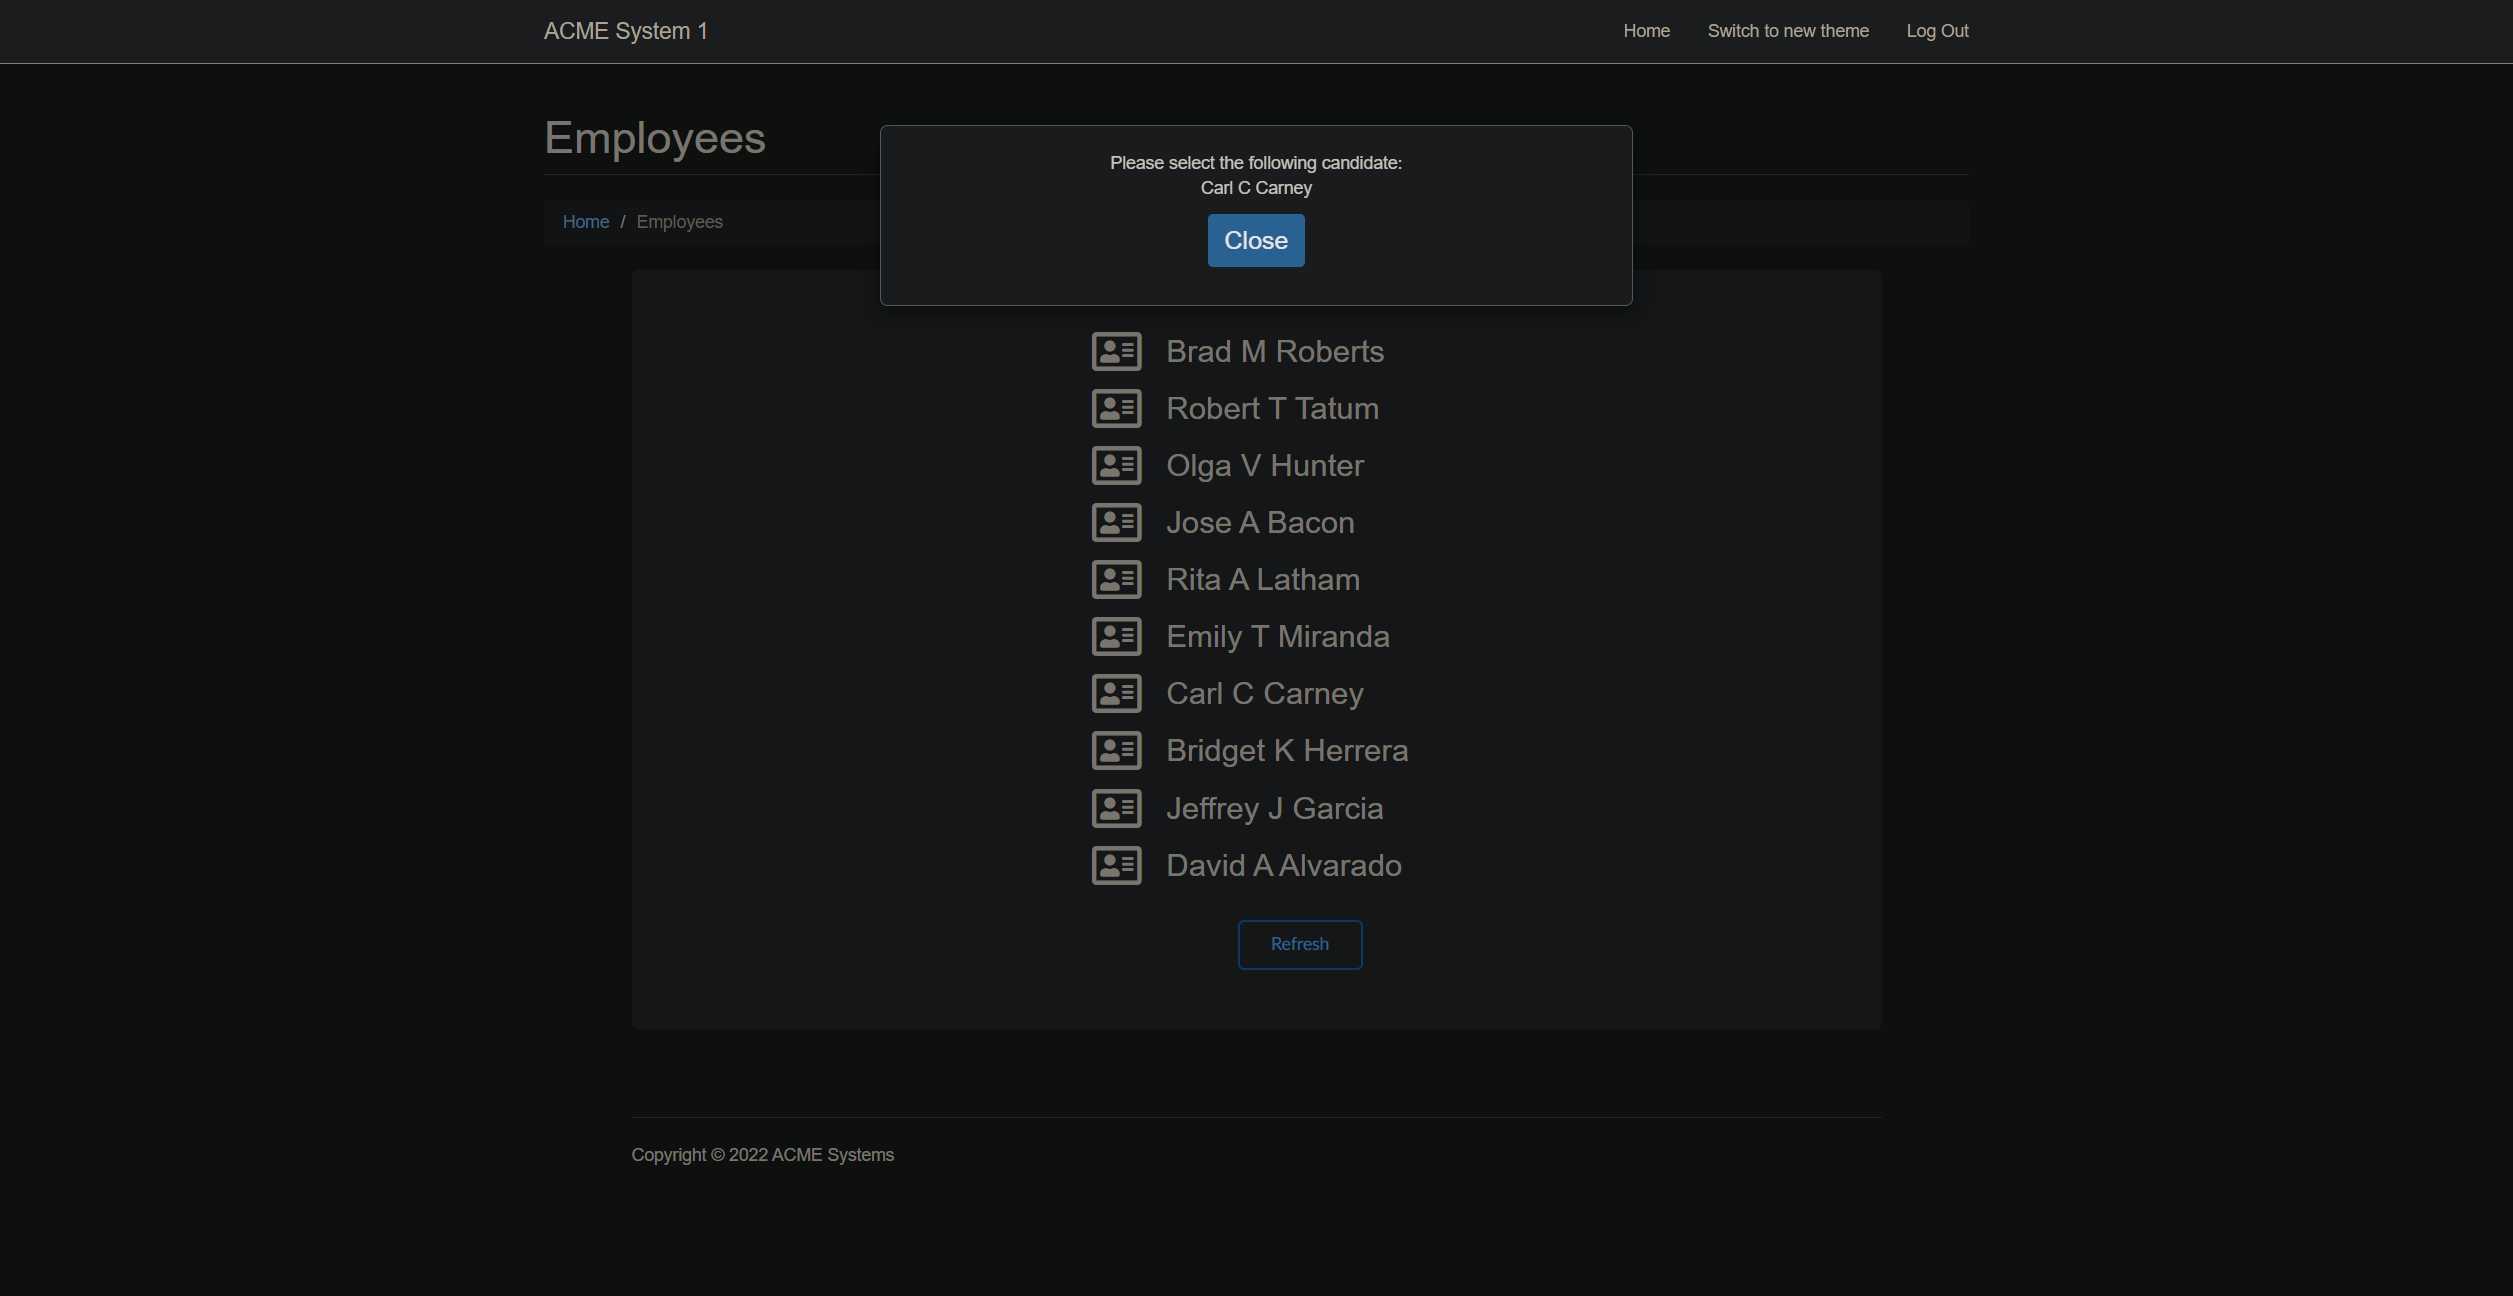 ACME System 1
Home
Switch to new theme
Log Out
Employees
Please select the following candidate:
Carl C Carney
Close
Home / Employees
Brad M Roberts
Robert T Tatum
Olga V Hunter
Jose A Bacon
Rita A Latham
Emily T Miranda
Carl C Carney
Bridget K Herrera
Jeffrey J Garcia
David A Alvarado
Refresh
Copyright © 2022 ACME Systems